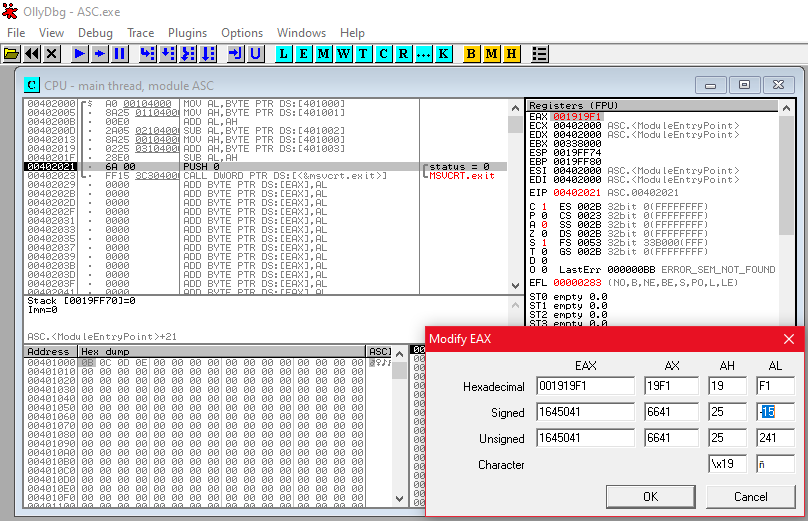 OllyDbg - ASC.exe
File View Debug Trace Plugins Options Windows Help
L E M W T C R ... K B M H
C CPU - main thread, module ASC
00402000 $ A0 00104000 MOV AL,BYTE PTR DS:[401000]
00402005 . 8A25 01104000 MOV AH,BYTE PTR DS:[401001]
0040200B . 00E0 ADD AL,AH
0040200D . 2A05 02104000 SUB AL,BYTE PTR DS:[401002]
00402013 . 8A25 00104000 MOV AH,BYTE PTR DS:[401000]
00402019 . 0225 03104000 ADD AH,BYTE PTR DS:[401003]
0040201F . 28E0 SUB AL,AH
00402021 . 6A 00 PUSH 0 status = 0
00402023 . FF15 3C304000 CALL DWORD PTR DS:[<&msvcrt.exit>] MSVCRT.exit
00402029 . 0000 ADD BYTE PTR DS:[EAX],AL
0040202B . 0000 ADD BYTE PTR DS:[EAX],AL
0040202D . 0000 ADD BYTE PTR DS:[EAX],AL
0040202F . 0000 ADD BYTE PTR DS:[EAX],AL
00402031 . 0000 ADD BYTE PTR DS:[EAX],AL
00402033 . 0000 ADD BYTE PTR DS:[EAX],AL
00402035 . 0000 ADD BYTE PTR DS:[EAX],AL
00402037 . 0000 ADD BYTE PTR DS:[EAX],AL
00402039 . 0000 ADD BYTE PTR DS:[EAX],AL
0040203B . 0000 ADD BYTE PTR DS:[EAX],AL
0040203D . 0000 ADD BYTE PTR DS:[EAX],AL
0040203F . 0000 ADD BYTE PTR DS:[EAX],AL
00402041 . 0000 ADD BYTE PTR DS:[EAX],AL
Stack [0019FF70]=0
Imm=0
ASC.<ModuleEntryPoint>+21
Registers (FPU)
EAX 001919F1
ECX 00402000 ASC.<ModuleEntryPoint>
EDX 00402000 ASC.<ModuleEntryPoint>
EBX 00338000
ESP 0019FF74
EBP 0019FF80
ESI 00402000 ASC.<ModuleEntryPoint>
EDI 00402000 ASC.<ModuleEntryPoint>
EIP 00402021 ASC.00402021
C 1 ES 002B 32bit 0(FFFFFFFF)
P 0 CS 0023 32bit 0(FFFFFFFF)
A 0 SS 002B 32bit 0(FFFFFFFF)
Z 0 DS 002B 32bit 0(FFFFFFFF)
S 1 FS 0053 32bit 33B000(FFF)
T 0 GS 002B 32bit 0(FFFFFFFF)
D 0
O 0 LastErr 000000BB ERROR_SEM_NOT_FOUND
EFL 00000283 (NO,B,NE,BE,S,PO,L,LE)
ST0 empty 0.0
ST1 empty 0.0
ST2 empty 0.0
ST3 empty 0.0
Address Hex dump ASCI
00401000 0B 0C 0D 0E 00 00 00 00 00 00 00 00 00 00 00 00
00401010 00 00 00 00 00 00 00 00 00 00 00 00 00 00 00 00
00401020 00 00 00 00 00 00 00 00 00 00 00 00 00 00 00 00
00401030 00 00 00 00 00 00 00 00 00 00 00 00 00 00 00 00
00401040 00 00 00 00 00 00 00 00 00 00 00 00 00 00 00 00
00401050 00 00 00 00 00 00 00 00 00 00 00 00 00 00 00 00
00401060 00 00 00 00 00 00 00 00 00 00 00 00 00 00 00 00
00401070 00 00 00 00 00 00 00 00 00 00 00 00 00 00 00 00
00401080 00 00 00 00 00 00 00 00 00 00 00 00 00 00 00 00
00401090 00 00 00 00 00 00 00 00 00 00 00 00 00 00 00 00
004010A0 00 00 00 00 00 00 00 00 00 00 00 00 00 00 00 00
004010B0 00 00 00 00 00 00 00 00 00 00 00 00 00 00 00 00
004010C0 00 00 00 00 00 00 00 00 00 00 00 00 00 00 00 00
004010D0 00 00 00 00 00 00 00 00 00 00 00 00 00 00 00 00
004010E0 00 00 00 00 00 00 00 00 00 00 00 00 00 00 00 00
004010F0 00 00 00 00 00 00 00 00 00 00 00 00 00 00 00 00
Modify EAX
EAX AX AH AL
Hexadecimal 001919F1 19F1 19 F1
Signed 1645041 6641 25 -15
Unsigned 1645041 6641 25 241
Character \x19 ñ
OK Cancel